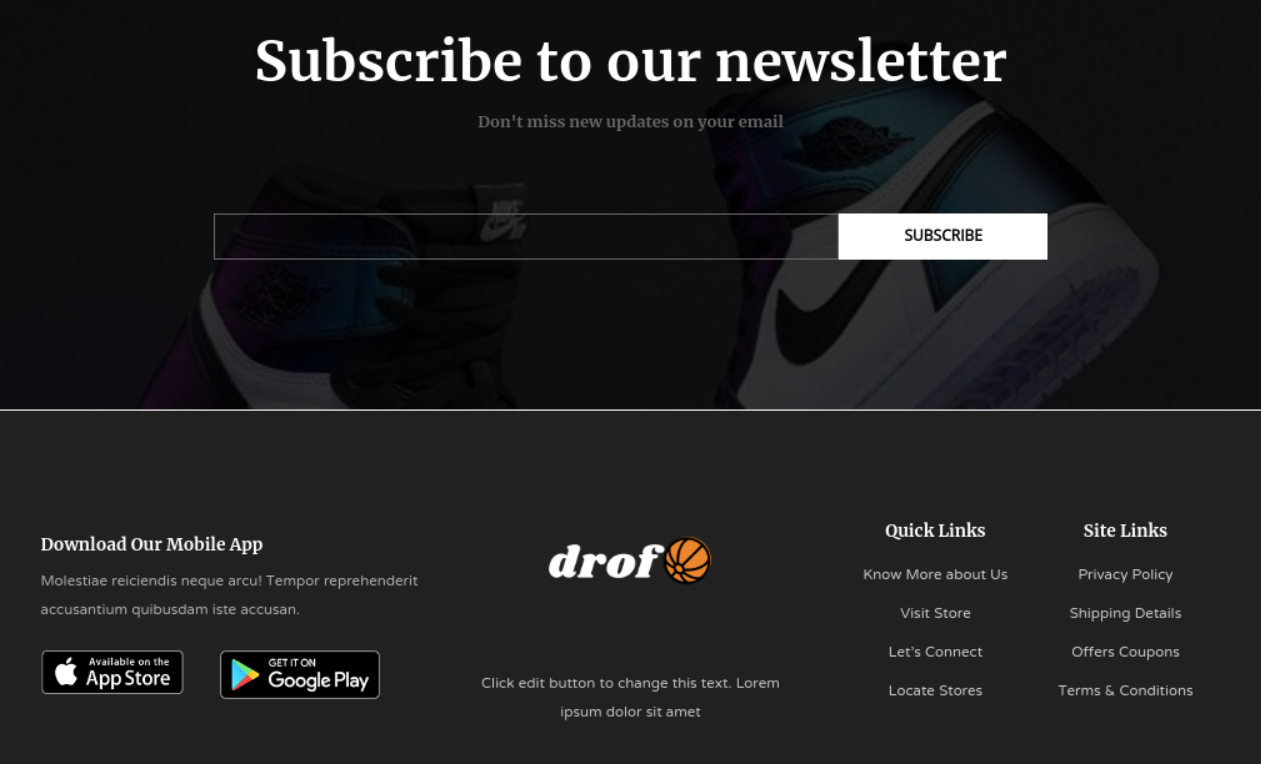 Subscribe to our newsletter
Don't miss new updates on your email
NIKE
SUBSCRIBE
Download Our Mobile App
Molestiae reiciendis neque arcu! Tempor reprehenderit
accusantium quibusdam iste accusan.
Available on the
App Store
GET IT ON
Google Play
drof
Click edit button to change this text. Lorem
ipsum dolor sit amet
Quick Links
Know More about Us
Visit Store
Let's Connect
Locate Stores
Site Links
Privacy Policy
Shipping Details
Offers Coupons
Terms & Conditions